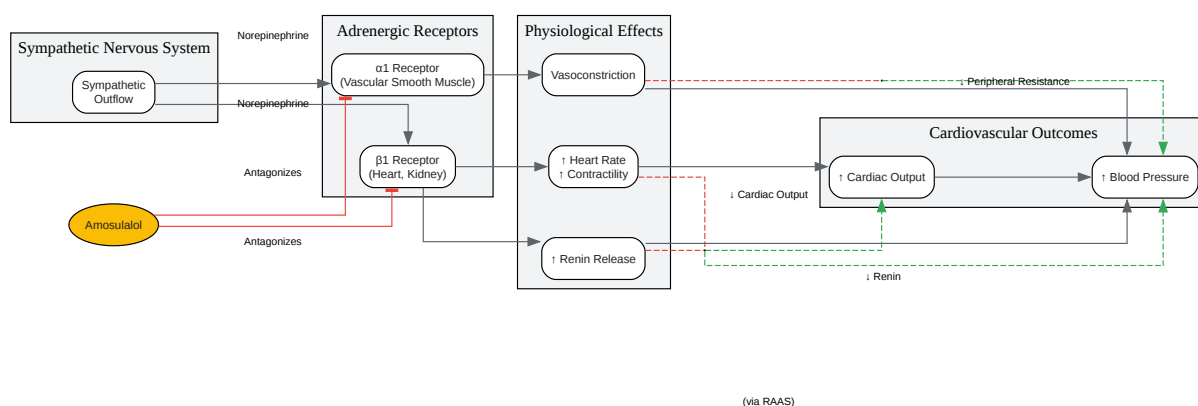 Sympathetic Nervous System
Sympathetic
Outflow
Norepinephrine
Norepinephrine
Antagonizes
Antagonizes
Amosulalol
Adrenergic Receptors
α1 Receptor
(Vascular Smooth Muscle)
β1 Receptor
(Heart, Kidney)
Physiological Effects
Vasoconstriction
↑ Heart Rate
↑ Contractility
↑ Renin Release
↓ Peripheral Resistance
↓ Cardiac Output
↓ Renin
(via RAAS)
Cardiovascular Outcomes
↑ Cardiac Output
↑ Blood Pressure